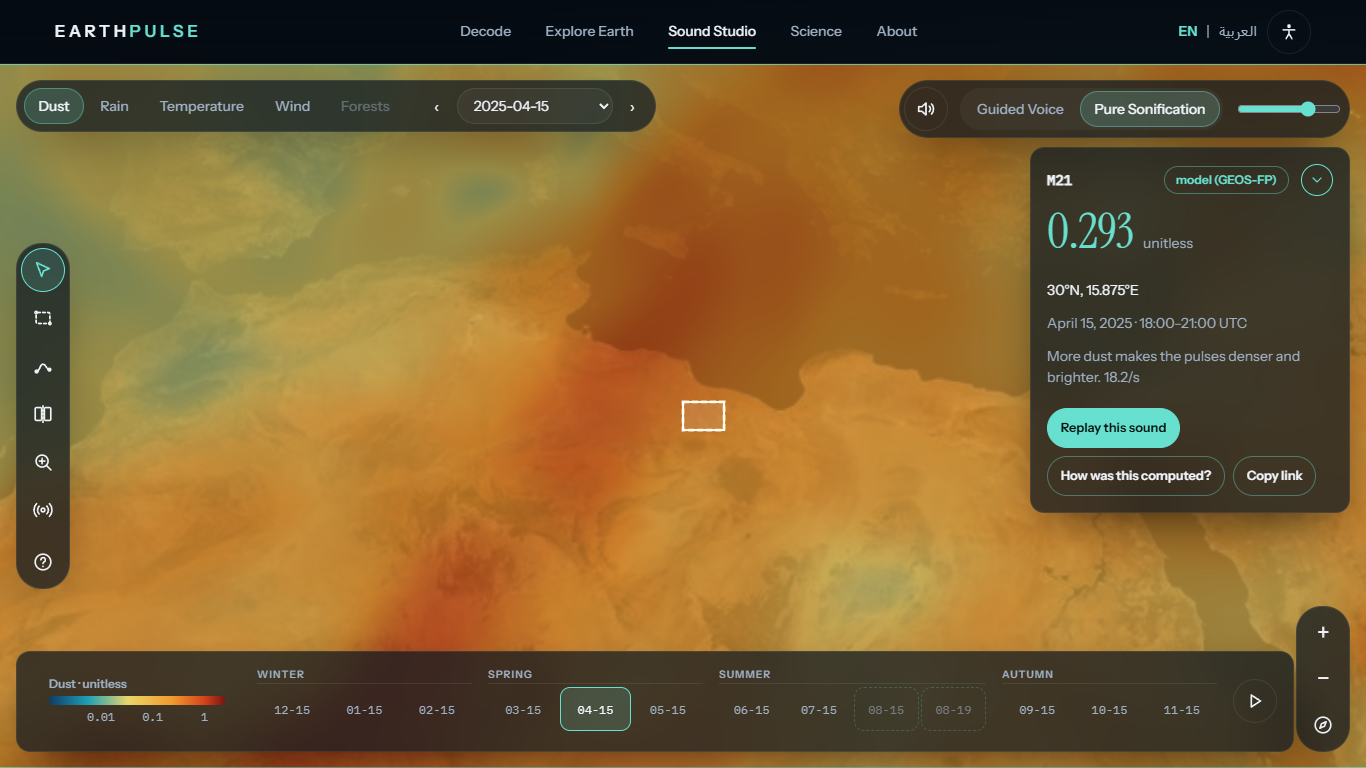 EARTHPULSE
Decode Explore Earth Sound Studio Science About
EN | العربية
Dust Rain Temperature Wind Forests ‹ 2025-04-15 ›
Guided Voice Pure Sonification
M21 model (GEOS-FP)
0.293 unitless
30°N, 15.875°E
April 15, 2025 · 18:00–21:00 UTC
More dust makes the pulses denser and
brighter. 18.2/s
Replay this sound
How was this computed? Copy link
Dust · unitless
0.01 0.1 1
WINTER SPRING SUMMER AUTUMN
12-15 01-15 02-15 03-15 04-15 05-15 06-15 07-15 08-15 08-19 09-15 10-15 11-15
+
−